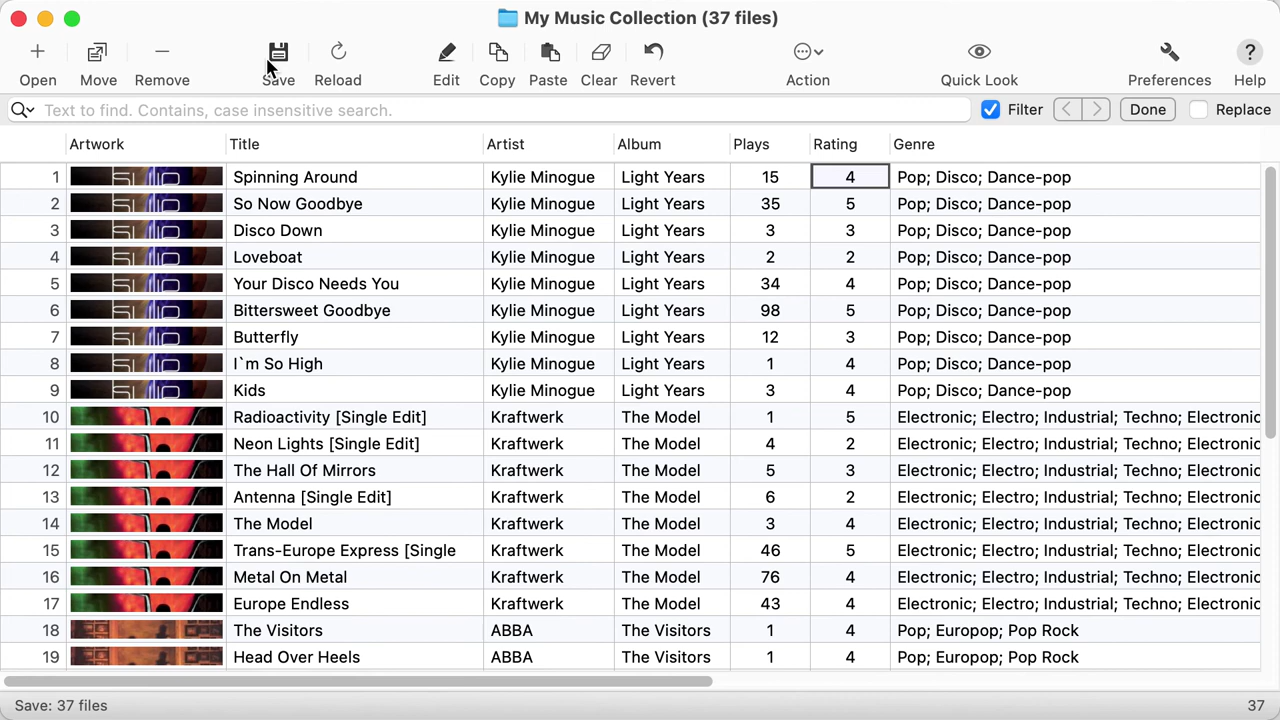 My Music Collection (37 files)
Open Move Remove Save Reload Edit Copy Paste Clear Revert Action Quick Look Preferences Help
Text to find. Contains, case insensitive search. Filter Done Replace
Artwork Title Artist Album Plays Rating Genre
1 Spinning Around Kylie Minogue Light Years 15 4 Pop; Disco; Dance-pop
2 So Now Goodbye Kylie Minogue Light Years 35 5 Pop; Disco; Dance-pop
3 Disco Down Kylie Minogue Light Years 3 3 Pop; Disco; Dance-pop
4 Loveboat Kylie Minogue Light Years 2 2 Pop; Disco; Dance-pop
5 Your Disco Needs You Kylie Minogue Light Years 34 4 Pop; Disco; Dance-pop
6 Bittersweet Goodbye Kylie Minogue Light Years 98 5 Pop; Disco; Dance-pop
7 Butterfly Kylie Minogue Light Years 12 3 Pop; Disco; Dance-pop
8 I`m So High Kylie Minogue Light Years 1 4 Pop; Disco; Dance-pop
9 Kids Kylie Minogue Light Years 3 4 Pop; Disco; Dance-pop
10 Radioactivity [Single Edit] Kraftwerk The Model 1 5 Electronic; Electro; Industrial; Techno; Electronic
11 Neon Lights [Single Edit] Kraftwerk The Model 4 2 Electronic; Electro; Industrial; Techno; Electronic
12 The Hall Of Mirrors Kraftwerk The Model 5 3 Electronic; Electro; Industrial; Techno; Electronic
13 Antenna [Single Edit] Kraftwerk The Model 6 2 Electronic; Electro; Industrial; Techno; Electronic
14 The Model Kraftwerk The Model 3 4 Electronic; Electro; Industrial; Techno; Electronic
15 Trans-Europe Express [Single Kraftwerk The Model 46 5 Electronic; Electro; Industrial; Techno; Electronic
16 Metal On Metal Kraftwerk The Model 76 4 Electronic; Electro; Industrial; Techno; Electronic
17 Europe Endless Kraftwerk The Model 43 4 Electronic; Electro; Industrial; Techno; Electronic
18 The Visitors ABBA The Visitors 1 4 Pop; Europop; Pop Rock
19 Head Over Heels ABBA The Visitors 1 4 Pop; Europop; Pop Rock
Save: 37 files 37